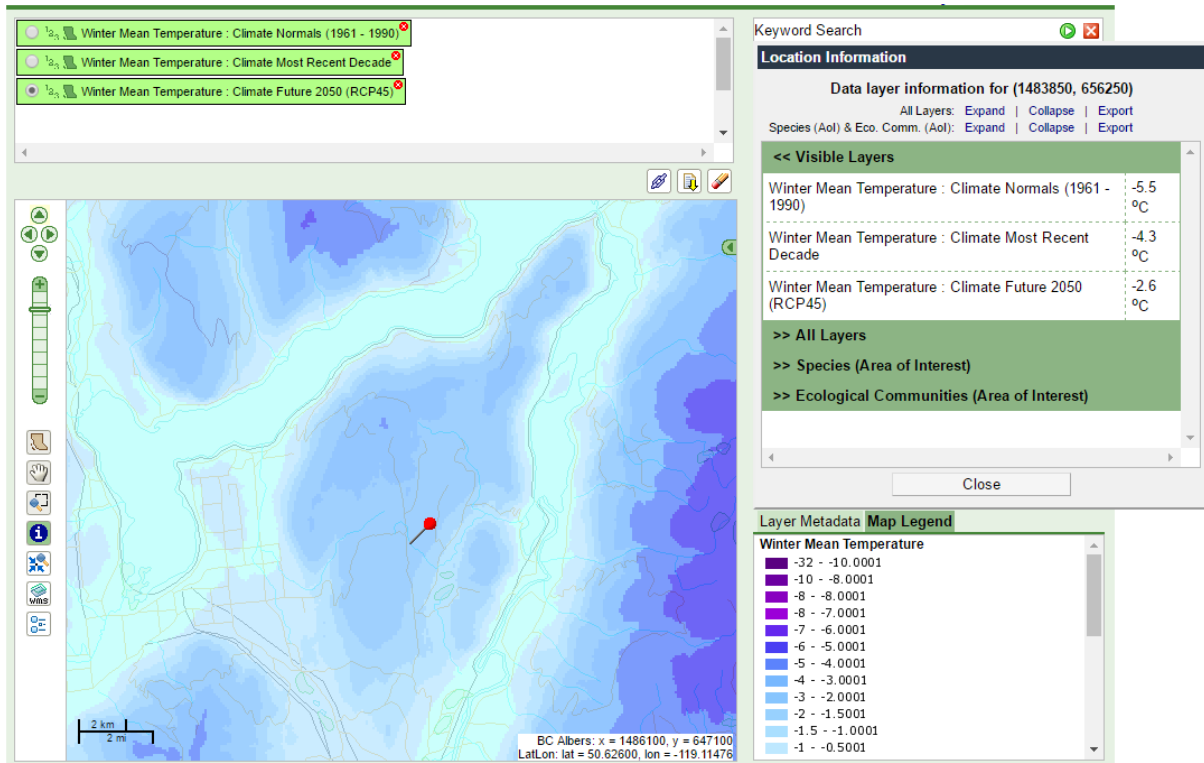 ¹2₃ Winter Mean Temperature : Climate Normals (1961 - 1990)
¹2₃ Winter Mean Temperature : Climate Most Recent Decade
¹2₃ Winter Mean Temperature : Climate Future 2050 (RCP45)
wms
2 km
2 mi
BC Albers: x = 1486100, y = 647100
LatLon: lat = 50.62600, lon = -119.11476
Keyword Search
Location Information
Data layer information for (1483850, 656250)
All Layers: Expand | Collapse | Export
Species (AoI) & Eco. Comm. (AoI): Expand | Collapse | Export
<< Visible Layers
Winter Mean Temperature : Climate Normals (1961 - -5.5
1990) ºC
Winter Mean Temperature : Climate Most Recent -4.3
Decade ºC
Winter Mean Temperature : Climate Future 2050 -2.6
(RCP45) ºC
>> All Layers
>> Species (Area of Interest)
>> Ecological Communities (Area of Interest)
Close
Layer Metadata Map Legend
Winter Mean Temperature
-32 - -10.0001
-10 - -8.0001
-8 - -8.0001
-8 - -7.0001
-7 - -6.0001
-6 - -5.0001
-5 - -4.0001
-4 - -3.0001
-3 - -2.0001
-2 - -1.5001
-1.5 - -1.0001
-1 - -0.5001